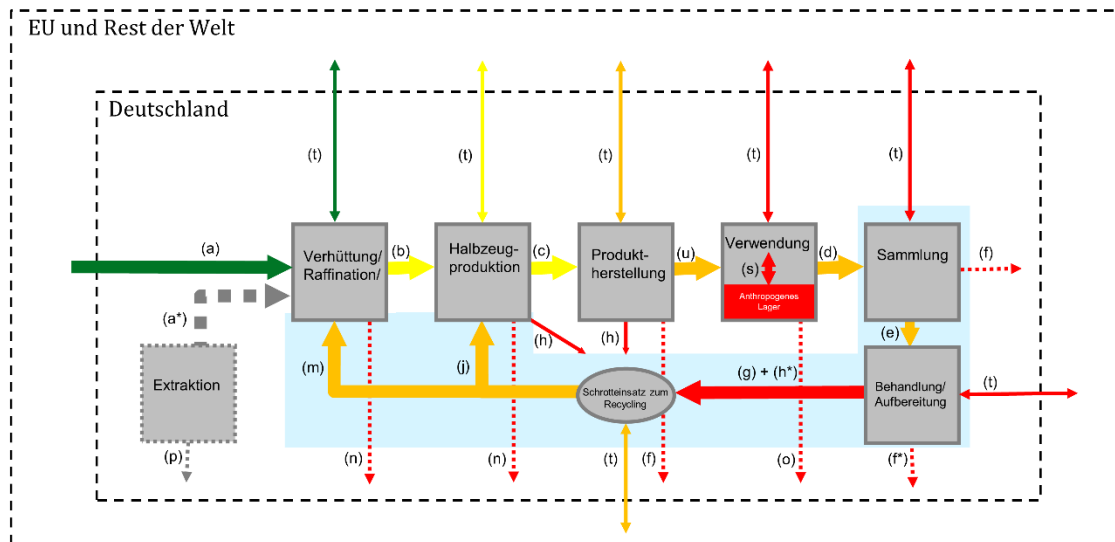 EU und Rest der Welt
Deutschland
(t)
(t)
(t)
(t)
(t)
(a)
Verhüttung/
Raffination/
(b)
Halbzeug-
produktion
(c)
Produkt-
herstellung
(u)
Verwendung
(s)
Anthropogenes
Lager
(d)
Sammlung
(f)
(a*)
(e)
Extraktion
(m)
(j)
(h)
(h)
Schrotteinsatz zum
Recycling
(g) + (h*)
Behandlung/
Aufbereitung
(t)
(p)
(n)
(n)
(t)
(f)
(o)
(f*)